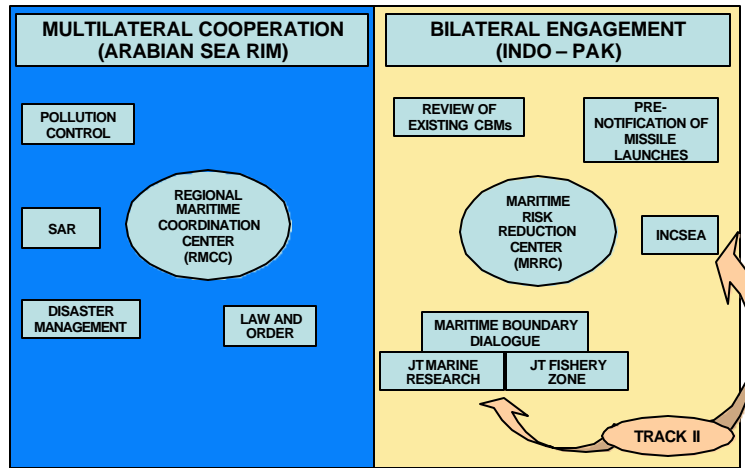 MULTILATERAL COOPERATION
(ARABIAN SEA RIM)
POLLUTION
CONTROL
REGIONAL
MARITIME
COORDINATION
CENTER
(RMCC)
SAR
DISASTER
MANAGEMENT
LAW AND
ORDER
BILATERAL ENGAGEMENT
(INDO – PAK)
REVIEW OF
EXISTING CBMs
PRE-
NOTIFICATION OF
MISSILE
LAUNCHES
MARITIME
RISK
REDUCTION
CENTER
(MRRC)
INCSEA
MARITIME BOUNDARY
DIALOGUE
JT MARINE
RESEARCH
JT FISHERY
ZONE
TRACK II